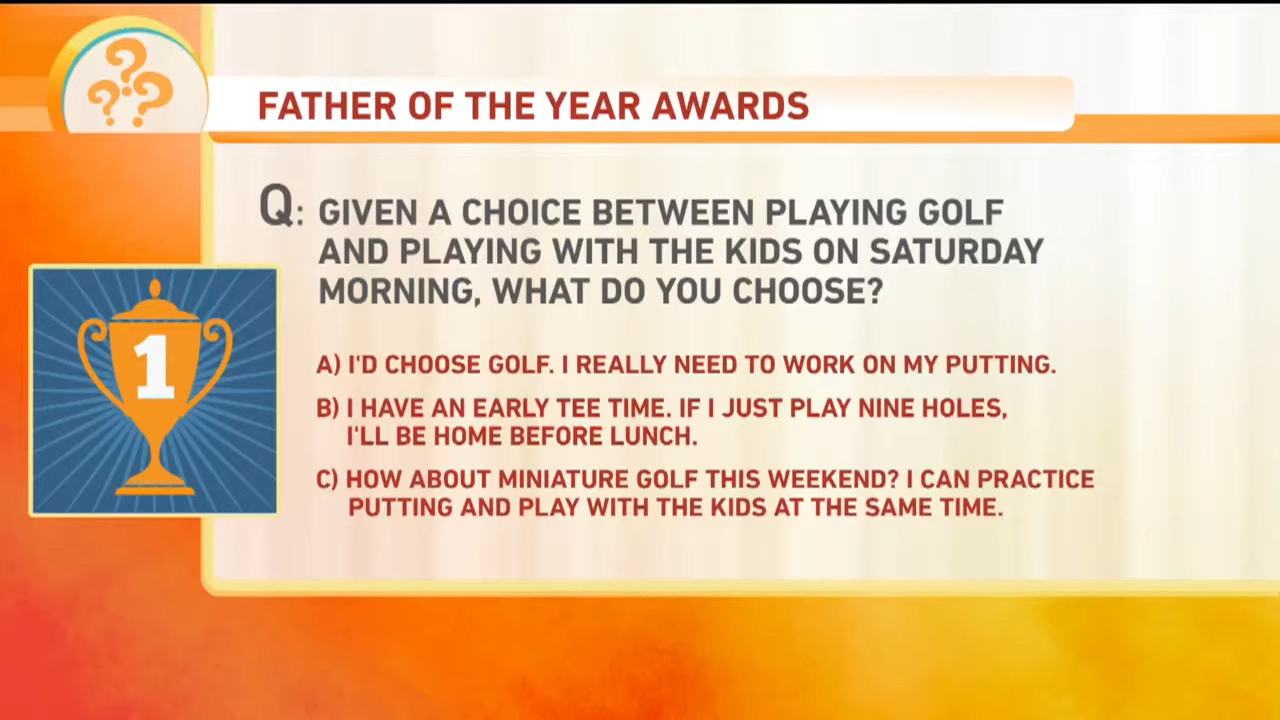 ? ? ?
FATHER OF THE YEAR AWARDS
Q: GIVEN A CHOICE BETWEEN PLAYING GOLF
AND PLAYING WITH THE KIDS ON SATURDAY
MORNING, WHAT DO YOU CHOOSE?
1
A) I'D CHOOSE GOLF. I REALLY NEED TO WORK ON MY PUTTING.
B) I HAVE AN EARLY TEE TIME. IF I JUST PLAY NINE HOLES,
I'LL BE HOME BEFORE LUNCH.
C) HOW ABOUT MINIATURE GOLF THIS WEEKEND? I CAN PRACTICE
PUTTING AND PLAY WITH THE KIDS AT THE SAME TIME.